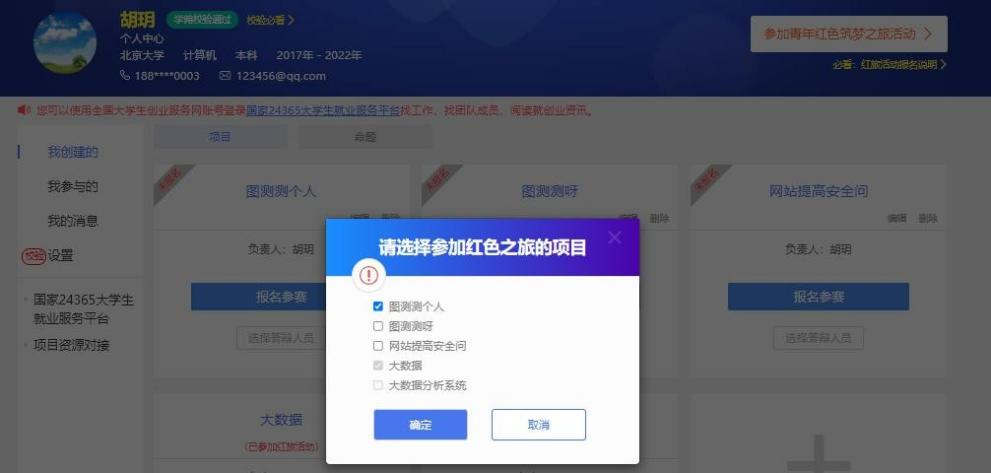 胡玥 学籍校验通过 校验必看
个人中心
北京大学 计算机 本科 2017年 - 2022年
188****0003 123456@qq.com
参加青年红色筑梦之旅活动
必看：红旅活动报名说明
您可以使用全国大学生创业服务网账号登录国家24365大学生就业服务平台找工作、找团队成员、阅读就创业资讯。
我创建的
我参与的
我的消息
校验 设置
国家24365大学生
就业服务平台
项目资源对接
项目 命题
未报名
图测测个人
编辑 删除
负责人：胡玥
报名参赛
选择答辩人员
未报名
图测测呀
编辑 删除
未报名
网站提高安全问
编辑 删除
负责人：胡玥
报名参赛
选择答辩人员
大数据
（已参加红旅活动）
请选择参加红色之旅的项目
图测测个人
图测测呀
网站提高安全问
大数据
大数据分析系统
确定 取消